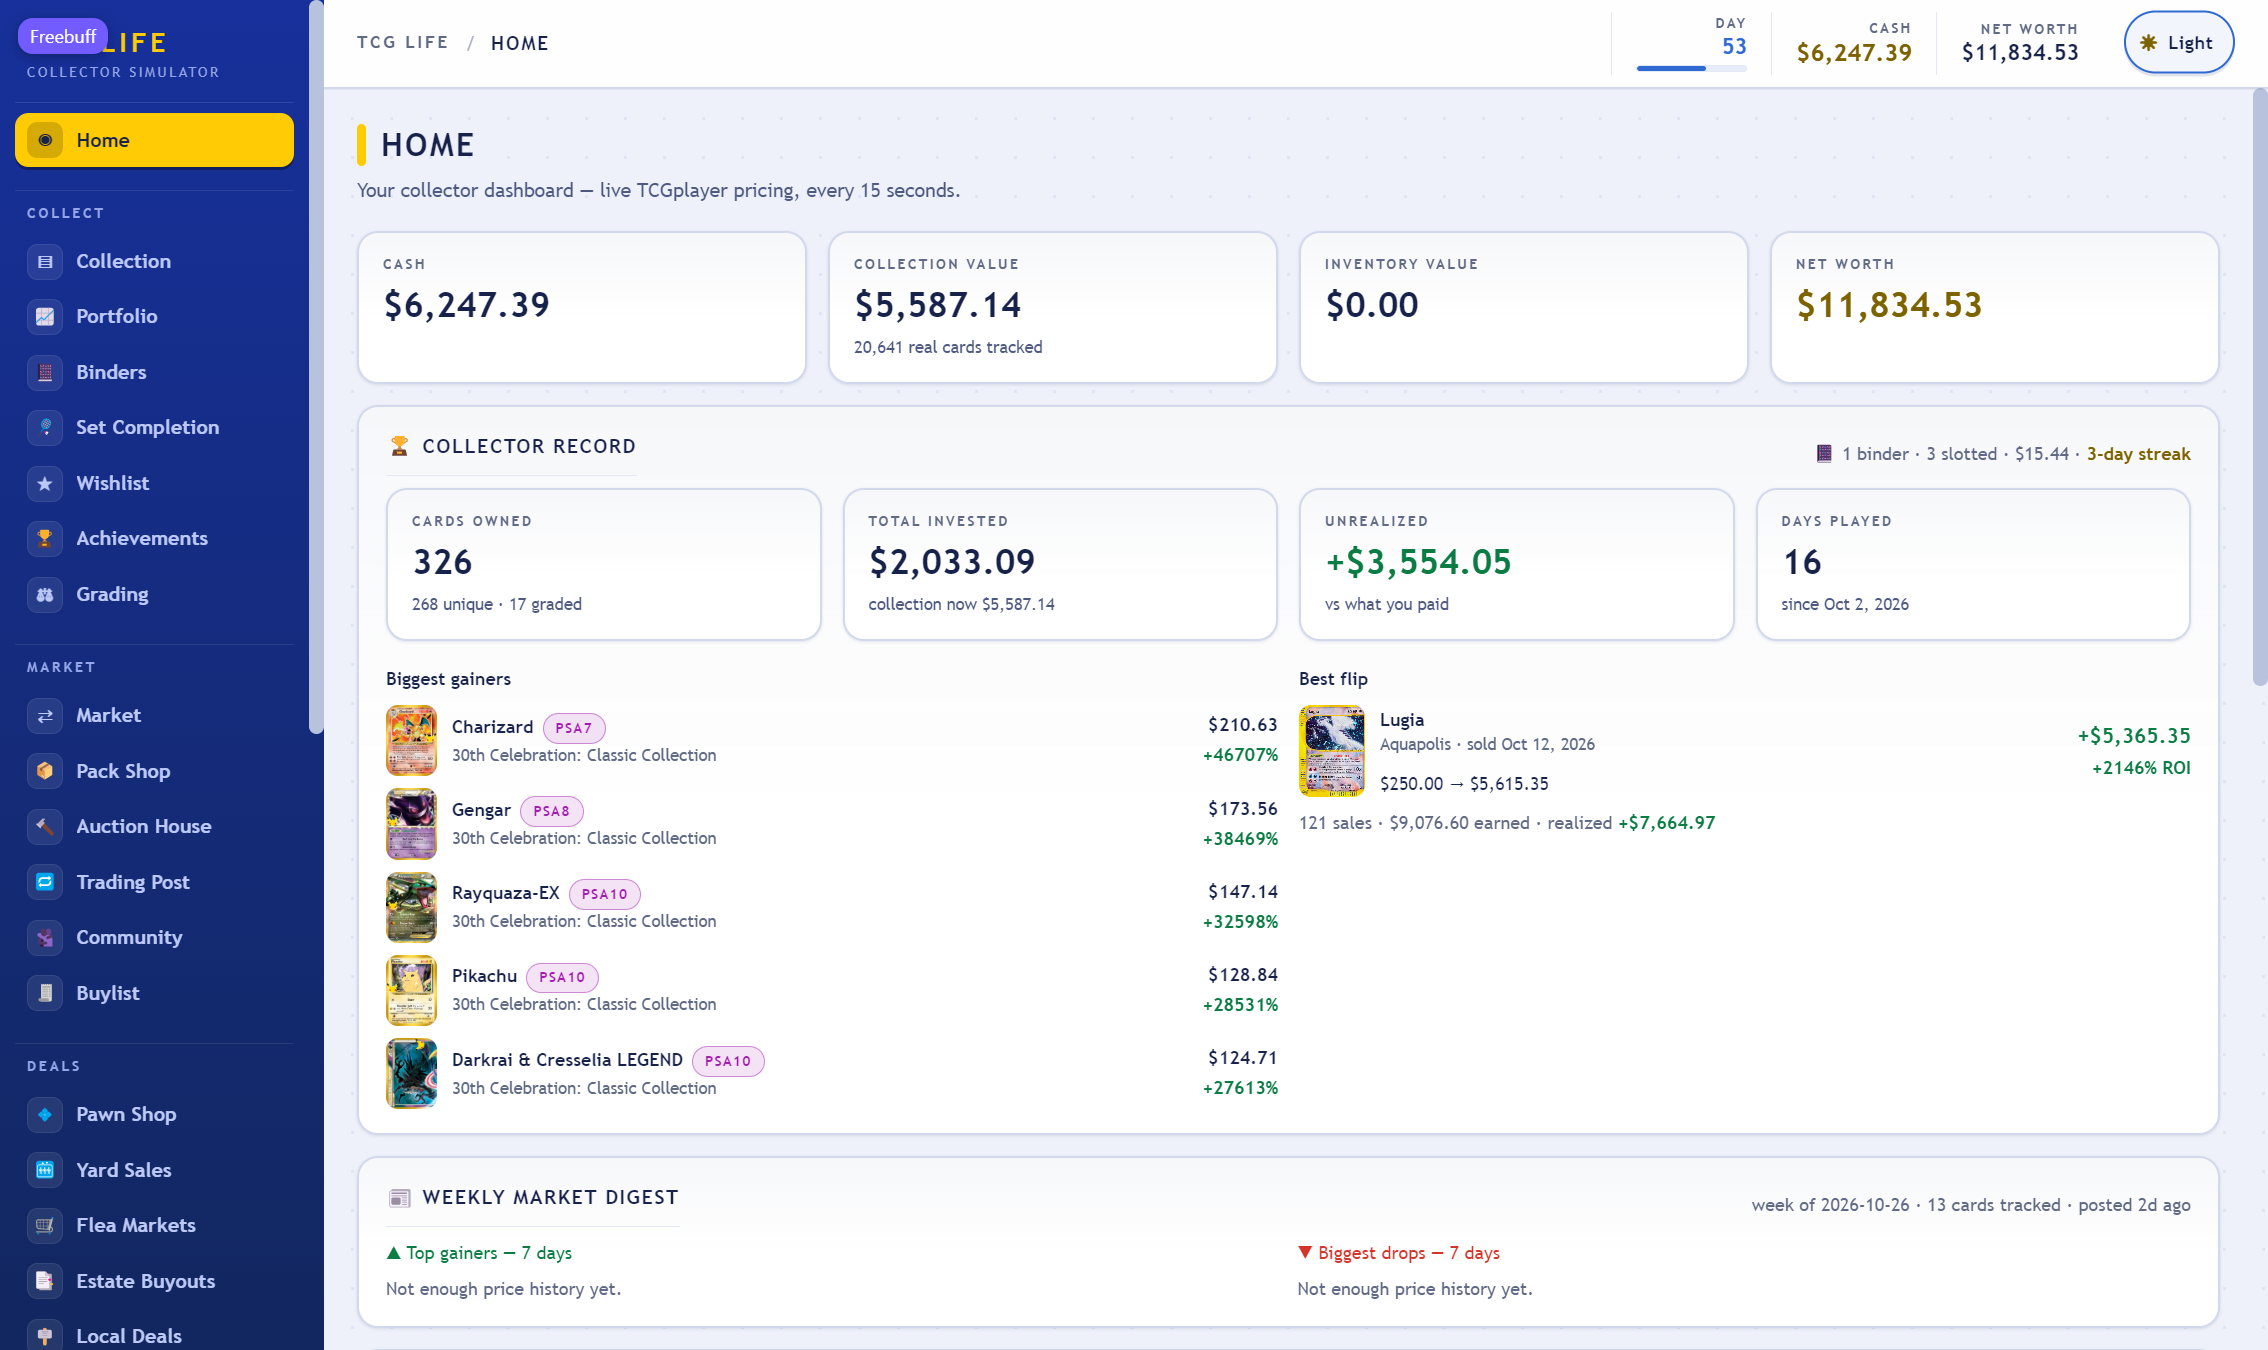 Freebuff
LIFE
COLLECTOR SIMULATOR
Home
COLLECT
Collection
Portfolio
Binders
Set Completion
Wishlist
Achievements
Grading
MARKET
Market
Pack Shop
Auction House
Trading Post
Community
Buylist
DEALS
Pawn Shop
Yard Sales
Flea Markets
Estate Buyouts
Local Deals
TCG LIFE / HOME
DAY
53
CASH
$6,247.39
NET WORTH
$11,834.53
Light
HOME
Your collector dashboard — live TCGplayer pricing, every 15 seconds.
CASH
$6,247.39
COLLECTION VALUE
$5,587.14
20,641 real cards tracked
INVENTORY VALUE
$0.00
NET WORTH
$11,834.53
COLLECTOR RECORD
1 binder · 3 slotted · $15.44 · 3-day streak
CARDS OWNED
326
268 unique · 17 graded
TOTAL INVESTED
$2,033.09
collection now $5,587.14
UNREALIZED
+$3,554.05
vs what you paid
DAYS PLAYED
16
since Oct 2, 2026
Biggest gainers
Charizard PSA7
30th Celebration: Classic Collection
$210.63
+46707%
Gengar PSA8
30th Celebration: Classic Collection
$173.56
+38469%
Rayquaza-EX PSA10
30th Celebration: Classic Collection
$147.14
+32598%
Pikachu PSA10
30th Celebration: Classic Collection
$128.84
+28531%
Darkrai & Cresselia LEGEND PSA10
30th Celebration: Classic Collection
$124.71
+27613%
Best flip
Lugia
Aquapolis · sold Oct 12, 2026
$250.00 → $5,615.35
+$5,365.35
+2146% ROI
121 sales · $9,076.60 earned · realized +$7,664.97
WEEKLY MARKET DIGEST
week of 2026-10-26 · 13 cards tracked · posted 2d ago
▲ Top gainers — 7 days
Not enough price history yet.
▼ Biggest drops — 7 days
Not enough price history yet.